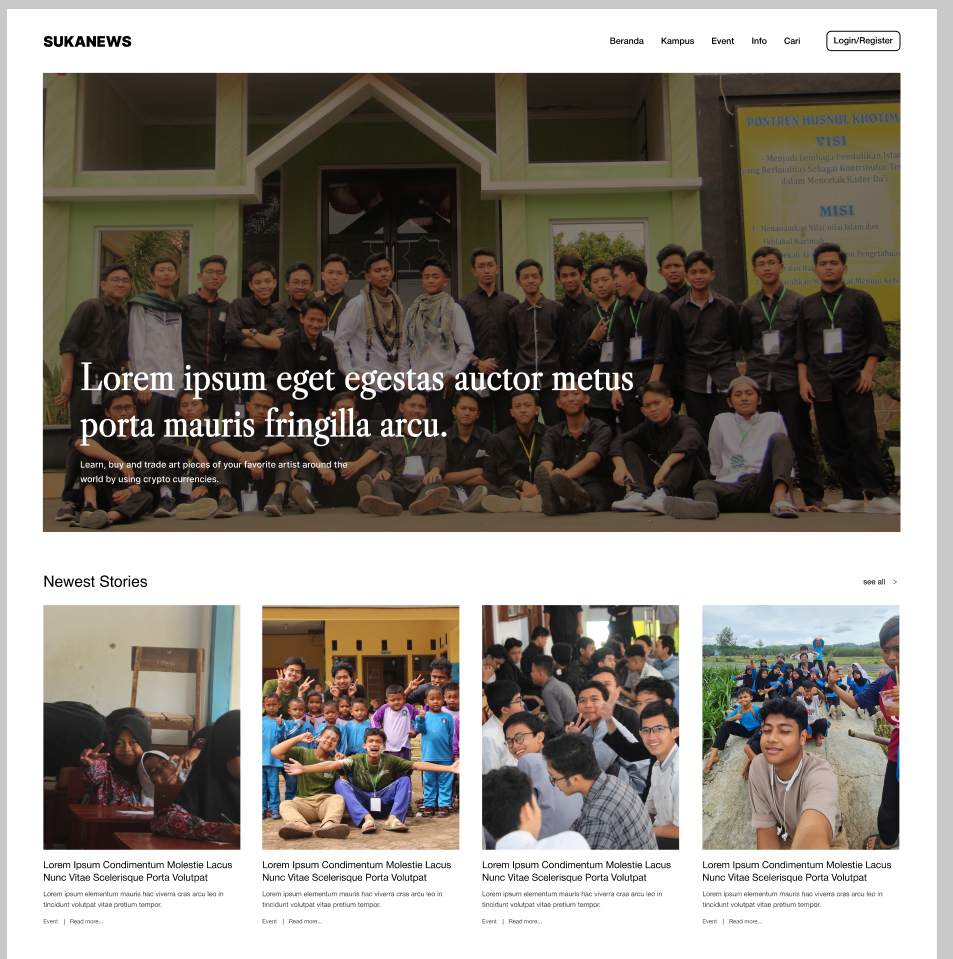 SUKANEWS
Beranda Kampus Event Info Cari Login/Register
PONTREN HUSNUL KHOTIM
VISI
Menjadi Lembaga Pendidikan Islam
yang Berkualitas Sebagai Kontributor
dalam Mencetak Kader Da'i
MISI
Menanamkan Nilai-nilai Islam dan
Akhlakul Karimah
Lorem ipsum eget egestas auctor metus
porta mauris fringilla arcu.
Learn, buy and trade art pieces of your favorite artist around the
world by using crypto currencies.
Newest Stories
see all >
Lorem Ipsum Condimentum Molestie Lacus
Nunc Vitae Scelerisque Porta Volutpat
Lorem ipsum elementum mauris hac viverra cras arcu leo in
tincidunt volutpat vitae pretium tempor.
Event | Read more...
Lorem Ipsum Condimentum Molestie Lacus
Nunc Vitae Scelerisque Porta Volutpat
Lorem ipsum elementum mauris hac viverra cras arcu leo in
tincidunt volutpat vitae pretium tempor.
Event | Read more...
Lorem Ipsum Condimentum Molestie Lacus
Nunc Vitae Scelerisque Porta Volutpat
Lorem ipsum elementum mauris hac viverra cras arcu leo in
tincidunt volutpat vitae pretium tempor.
Event | Read more...
Lorem Ipsum Condimentum Molestie Lacus
Nunc Vitae Scelerisque Porta Volutpat
Lorem ipsum elementum mauris hac viverra cras arcu leo in
tincidunt volutpat vitae pretium tempor.
Event | Read more...